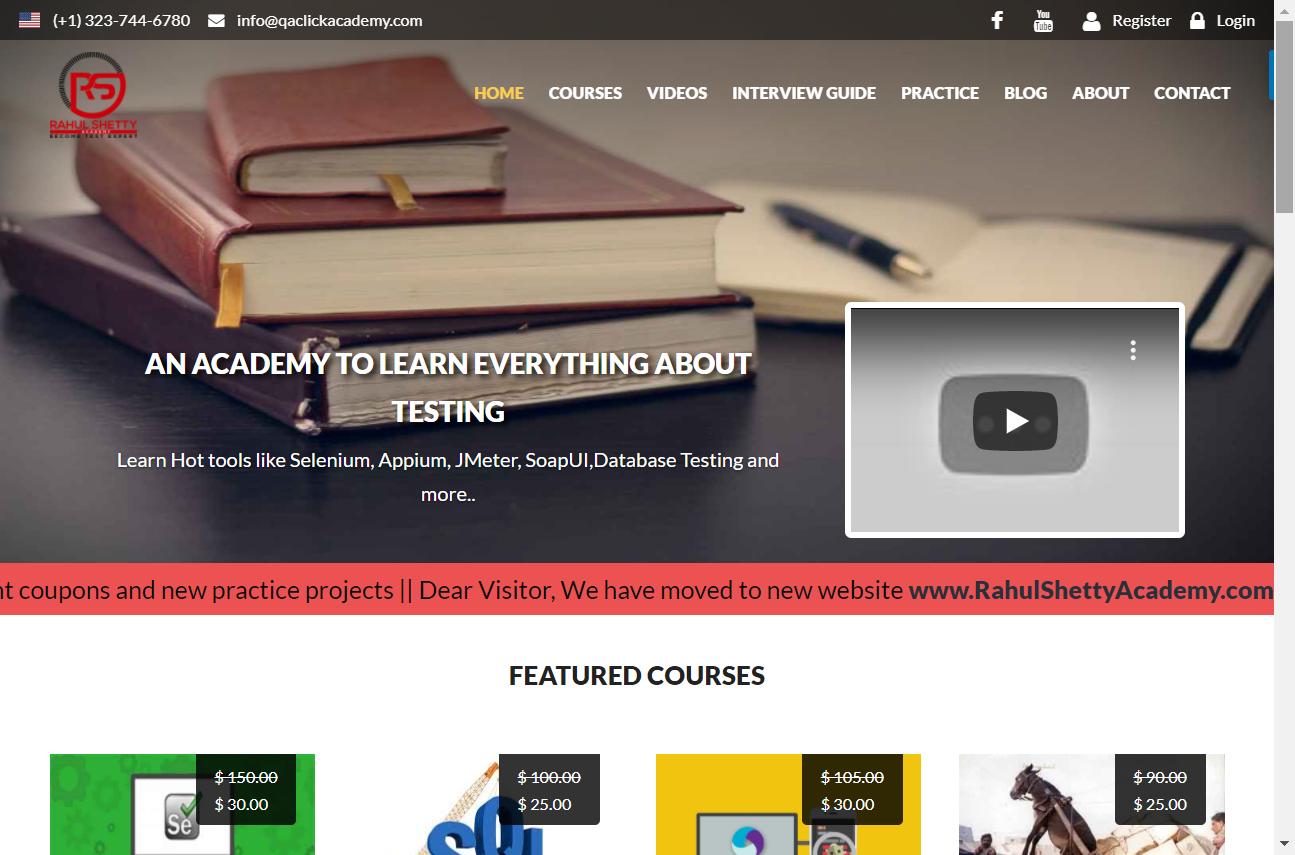 (+1) 323-744-6780 info@qaclickacademy.com Register Login
You
Tube
RS
RAHUL SHETTY
ACADEMY
BECOME TEST EXPERT
HOME COURSES VIDEOS INTERVIEW GUIDE PRACTICE BLOG ABOUT CONTACT
AN ACADEMY TO LEARN EVERYTHING ABOUT
TESTING
Learn Hot tools like Selenium, Appium, JMeter, SoapUI,Database Testing and
more..
coupons and new practice projects || Dear Visitor, We have moved to new website www.RahulShettyAcademy.com
FEATURED COURSES
$ 150.00 $ 100.00 $ 105.00 $ 90.00
$ 30.00 $ 25.00 $ 30.00 $ 25.00
Se